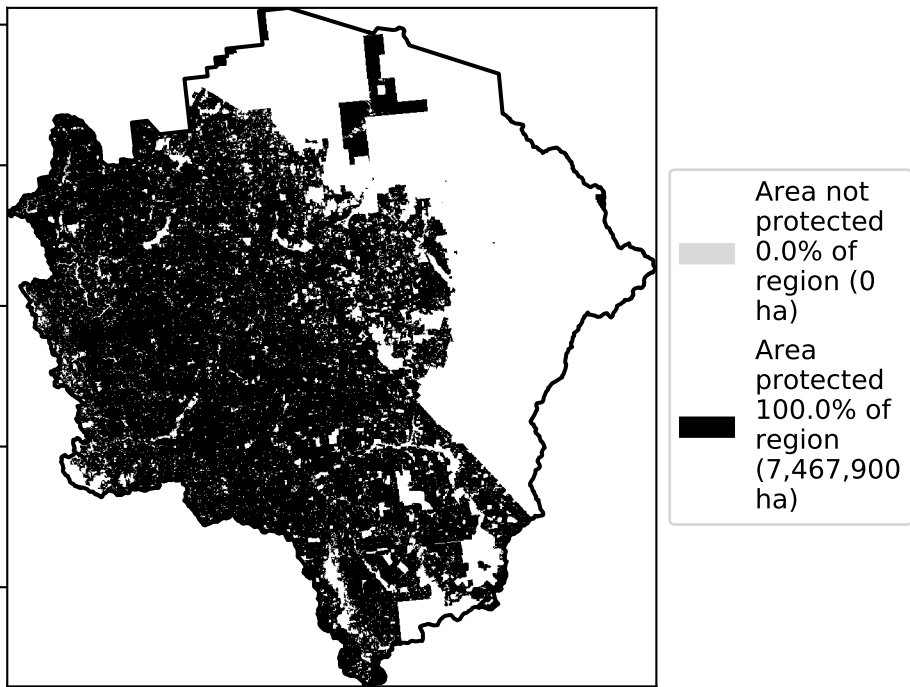 Area not
protected
0.0% of
region (0
ha)
Area
protected
100.0% of
region
(7,467,900
ha)